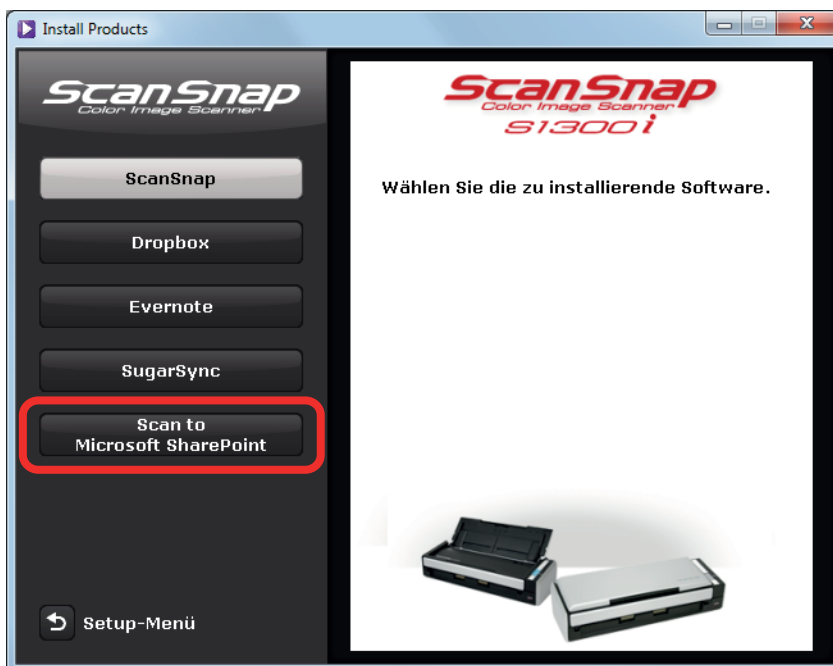 Install Products
ScanSnap
Color Image Scanner
ScanSnap
Dropbox
Evernote
SugarSync
Scan to
Microsoft SharePoint
Setup-Menü
ScanSnap
Color Image Scanner
S1300i
Wählen Sie die zu installierende Software.